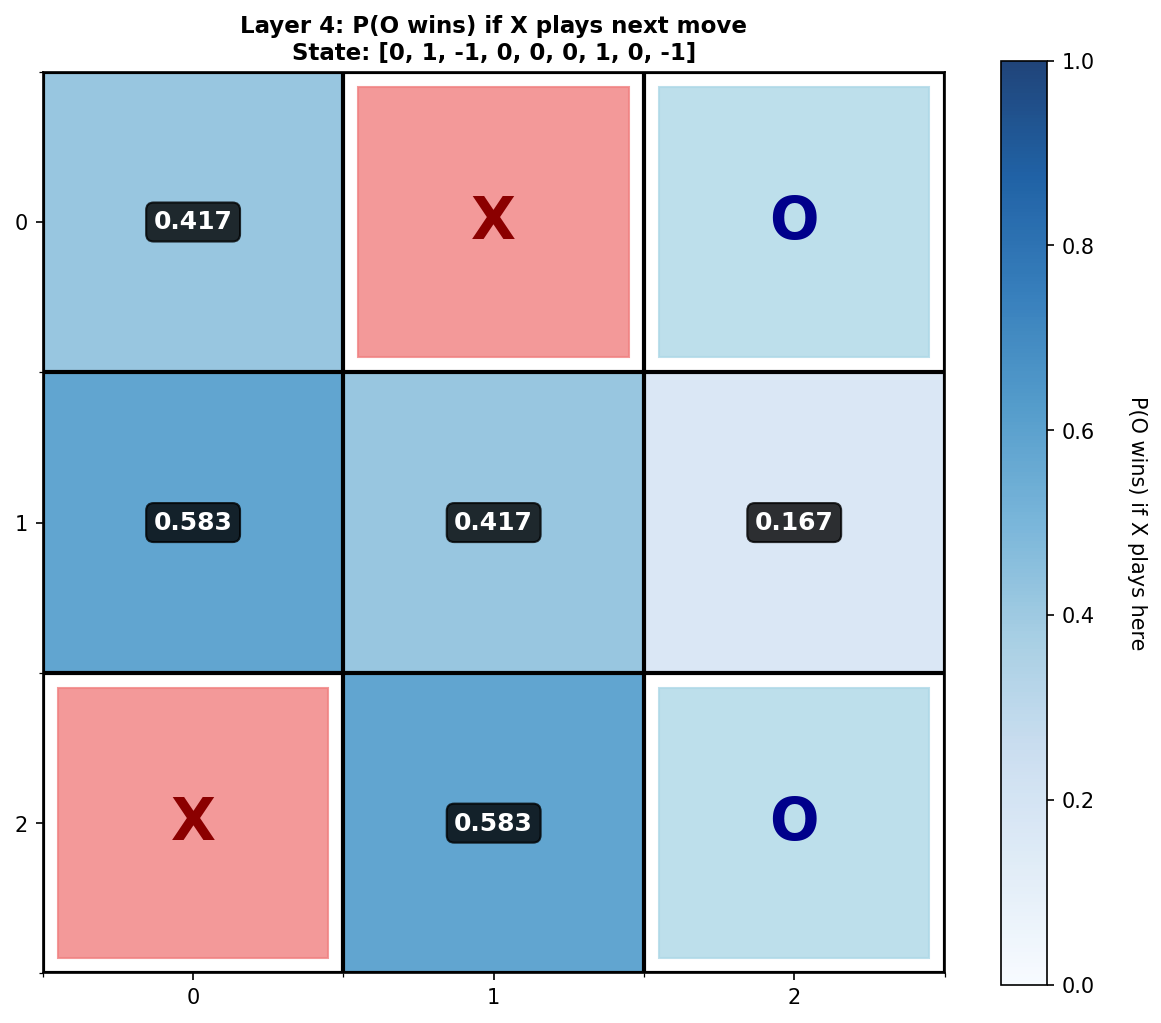 Layer 4: P(O wins) if X plays next move
State: [0, 1, -1, 0, 0, 0, 1, 0, -1]
0
0.417
X
O
1
0.583
0.417
0.167
2
X
0.583
O
0
1
2
1.0
0.8
0.6
0.4
0.2
0.0
P(O wins) if X plays here